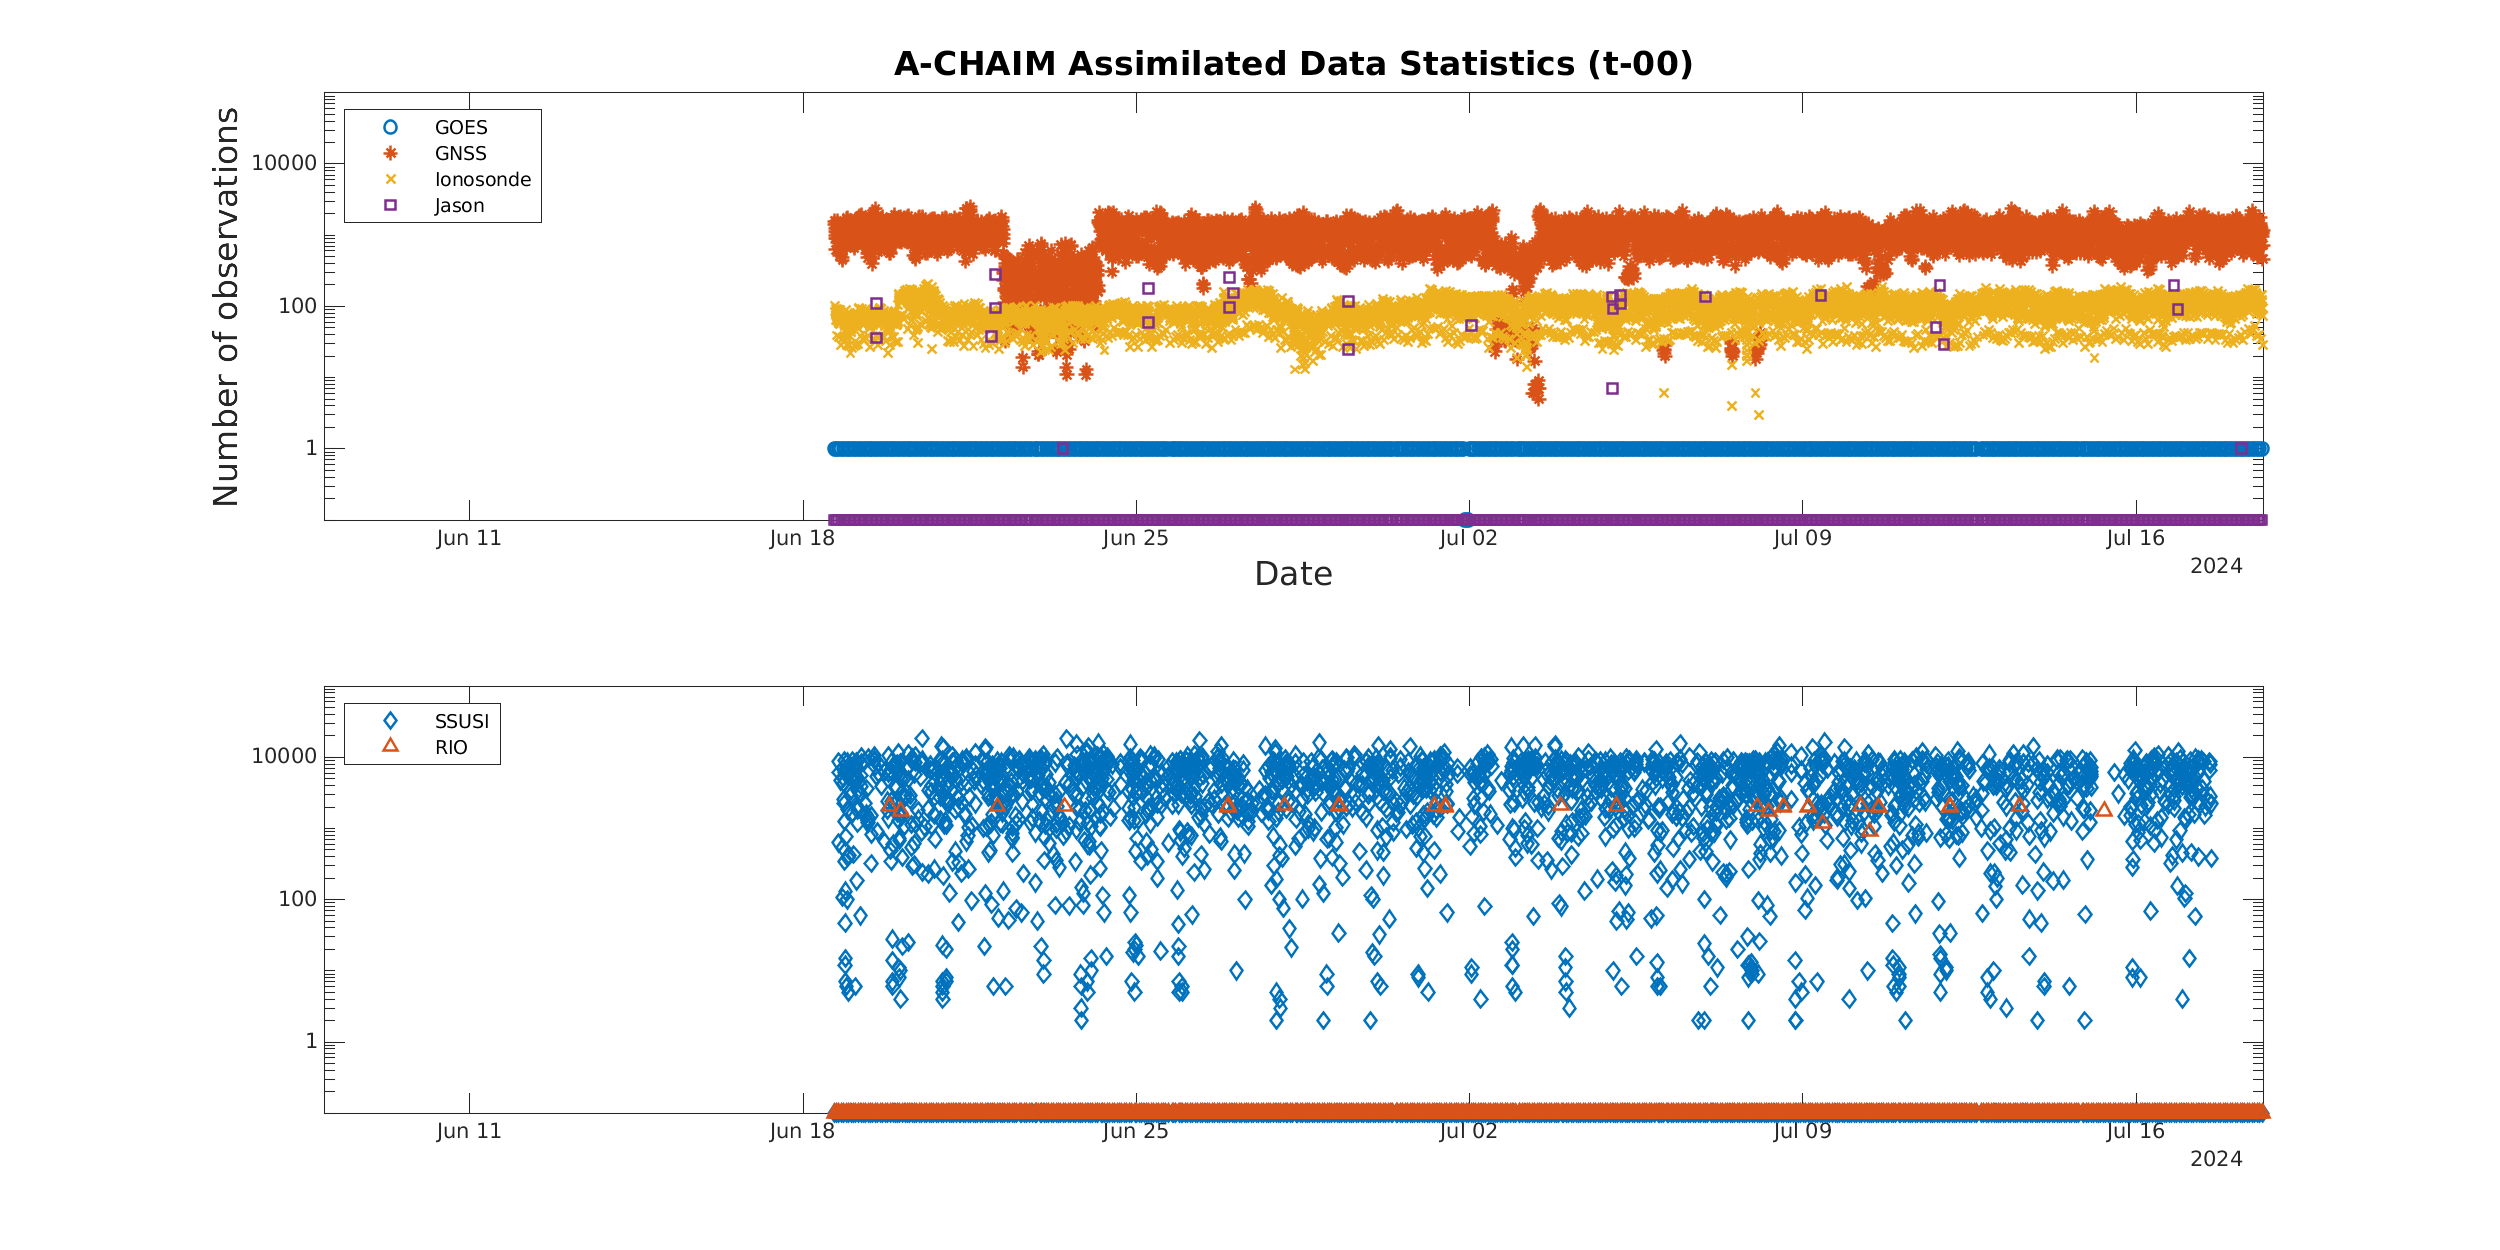 A-CHAIM Assimilated Data Statistics (t-00)
Number of observations
GOES
GNSS
Ionosonde
Jason
10000
100
1
Jun 11
Jun 18
Jun 25
Jul 02
Jul 09
Jul 16
2024
Date
SSUSI
RIO
10000
100
1
Jun 11
Jun 18
Jun 25
Jul 02
Jul 09
Jul 16
2024